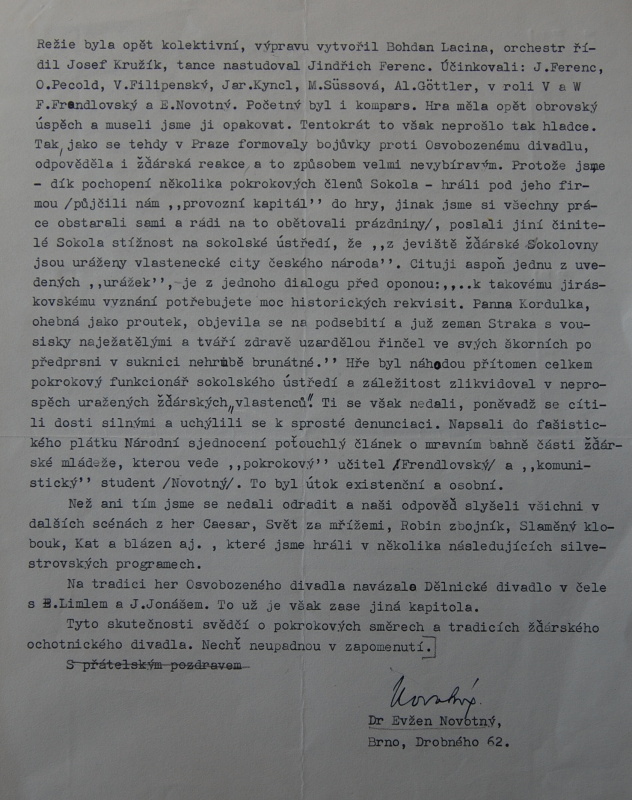 Režie byla opět kolektivní, výpravu vytvořil Bohdan Lacina, orchestr ří-
dil Josef Kružík, tance nastudoval Jindřich Ferenc. Účinkovali: J.Ferenc,
O.Pecold, V.Filipenský, Jar.Kyncl, M.Süssová, Al.Göttler, v roli V a W
F.Frendlovský a E.Novotný. Početný byl i kompars. Hra měla opět obrovský
úspěch a museli jsme ji opakovat. Tentokrát to však neprošlo tak hladce.
Tak, jako se tehdy v Praze formovaly bojůvky proti Osvobozenému divadlu,
odpověděla i žďárská reakce a to způsobem velmi nevybíravým. Protože jsme
- dík pochopení několika pokrokových členů Sokola - hráli pod jeho fir-
mou /půjčili nám ,,provozní kapitál'' do hry, jinak jsme si všechny prá-
ce obstarali sami a rádi na to obětovali prázdniny/, poslali jiní činite-
lé Sokola stížnost na sokolské ústředí, že ,,z jeviště žďárské Sokolovny
jsou uráženy vlastenecké city českého národa''. Cituji aspoň jednu z uve-
dených ,,urážek'',-je z jednoho dialogu před oponou:,,..k takovému jirás-
kovskému vyznání potřebujete moc historických rekvisit. Panna Kordulka,
ohebná jako proutek, objevila se na podsebití a již zeman Straka s vou-
sisky naježatělými a tváří zdravě uzardělou řinčel ve svých škorních po
předprsni v suknici nehrubě brunátné.'' Hře byl náhodou přítomen celkem
pokrokový funkcionář sokolského ústředí a záležitost zlikvidoval v nepro-
spěch uražených žďárských „vlastenců". Ti se však nedali, poněvadž se cíti-
li dosti silnými a uchýlili se k sprosté denunciaci. Napsali do fašistic-
kého plátku Národní sjednocení poťouchlý článek o mravním bahně části žďár-
ské mládeže, kterou vede ,,pokrokový'' učitel /Frendlovský/ a ,,komuni-
stický'' student /Novotný/. To byl útok existenční a osobní.
Než ani tím jsme se nedali odradit a naši odpověď slyšeli všichni v
dalších scénách z her Caesar, Svět za mřížemi, Robin zbojník, Slaměný klo-
bouk, Kat a blázen aj. , které jsme hráli v několika následujících silve-
strovských programech.
Na tradici her Osvobozeného divadla navázalo Dělnické divadlo v čele
s B.Limlem a J.Jonášem. To už je však zase jiná kapitola.
Tyto skutečnosti svědčí o pokrokových směrech a tradicích žďárského
ochotnického divadla. Nechť neupadnou v zapomenutí.]
S přátelským pozdravem
Novotný.
Dr Evžen Novotný,
Brno, Drobného 62.